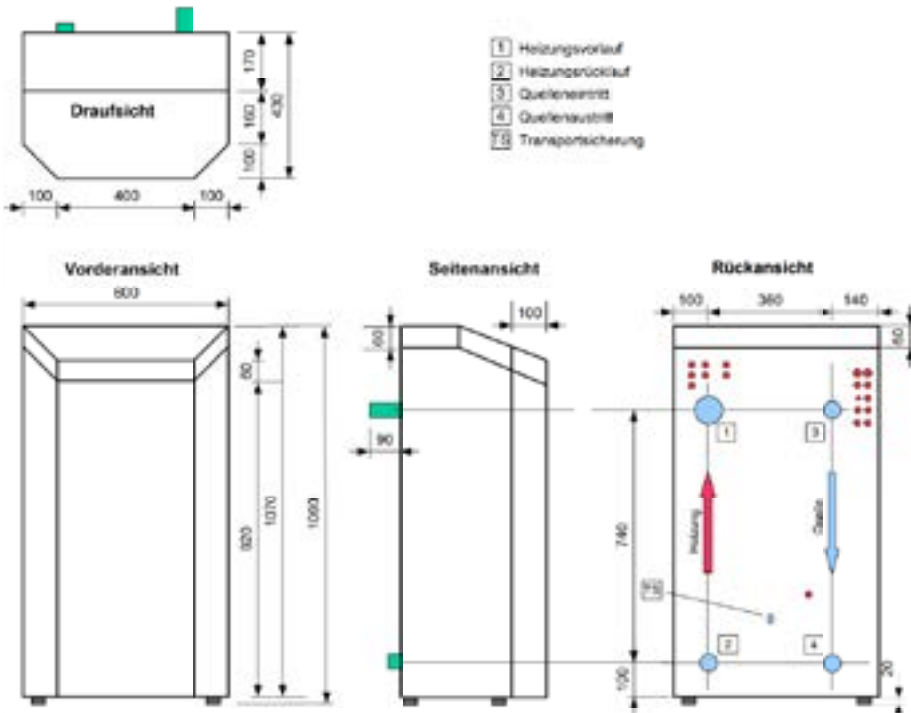 170
160
430
100
Draufsicht
100
400
100
1 Heizungsvorlauf
2 Heizungsrücklauf
3 Quelleneintritt
4 Quellenaustritt
TS Transportsicherung
Vorderansicht
600
1070
1090
920
Seitenansicht
100
60
90
Rückansicht
100
360
140
60
1
3
Heizung
Quelle
740
TS
2
4
100
20